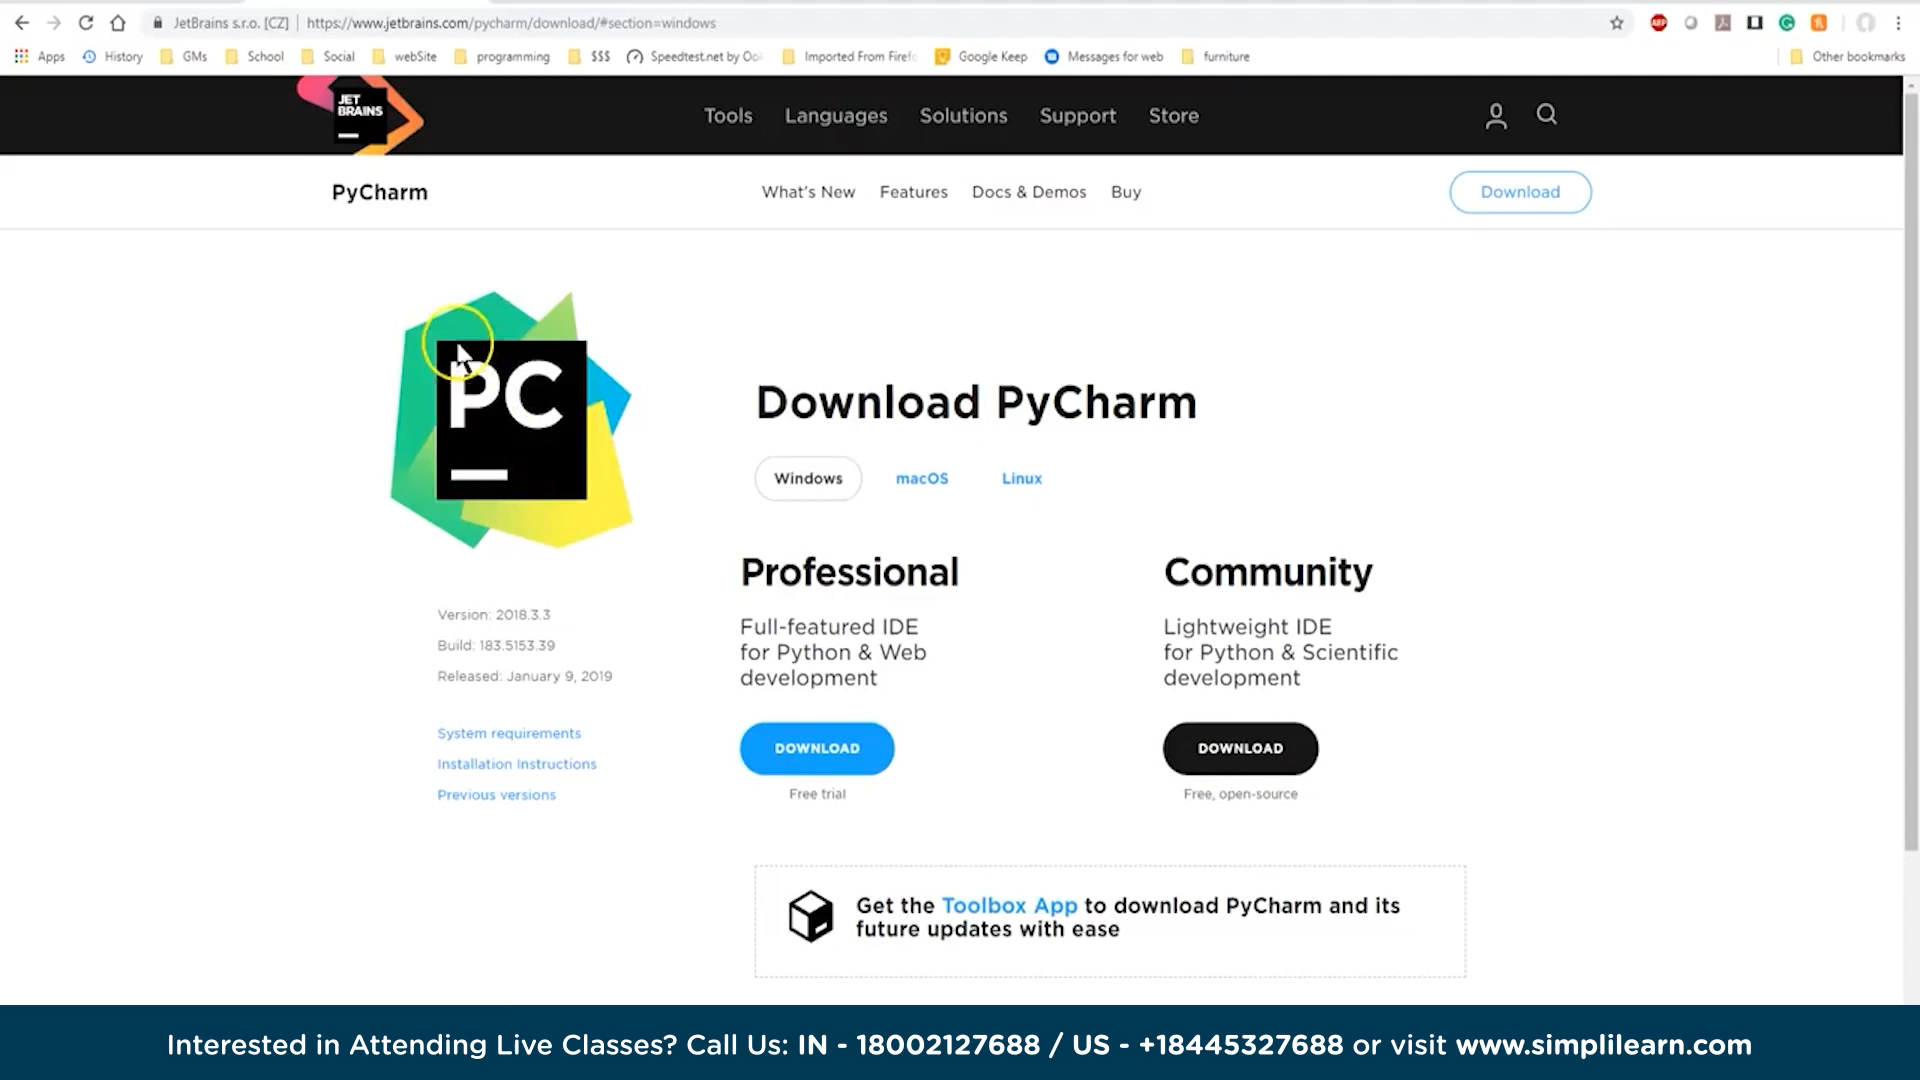 JetBrains s.r.o. [CZ] | https://www.jetbrains.com/pycharm/download/#section=windows
ABP
Apps History GMs School Social webSite programming $$$ Speedtest.net by Ook Imported From Firefo Google Keep Messages for web furniture Other bookmarks
JET
BRAINS
Tools Languages Solutions Support Store
PyCharm What's New Features Docs & Demos Buy Download
PC
Download PyCharm
Windows macOS Linux
Professional
Full-featured IDE
for Python & Web
development
DOWNLOAD
Free trial
Community
Lightweight IDE
for Python & Scientific
development
DOWNLOAD
Free, open-source
Version: 2018.3.3
Build: 183.5153.39
Released: January 9, 2019
System requirements
Installation Instructions
Previous versions
Get the Toolbox App to download PyCharm and its
future updates with ease
Interested in Attending Live Classes? Call Us: IN - 18002127688 / US - +18445327688 or visit www.simplilearn.com